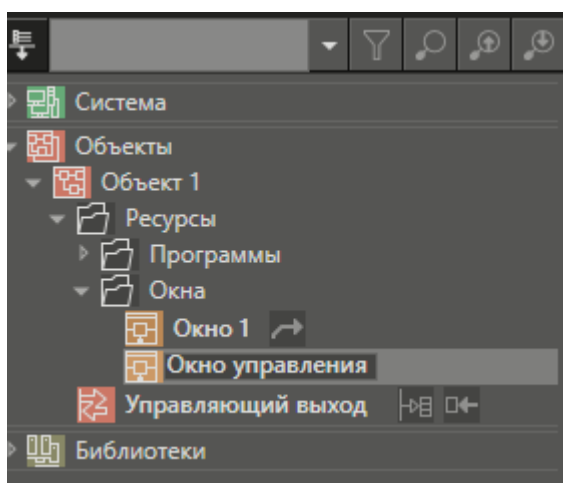 Система
Объекты
Объект 1
Ресурсы
Программы
Окна
Окно 1
Окно управления
Управляющий выход
Библиотеки